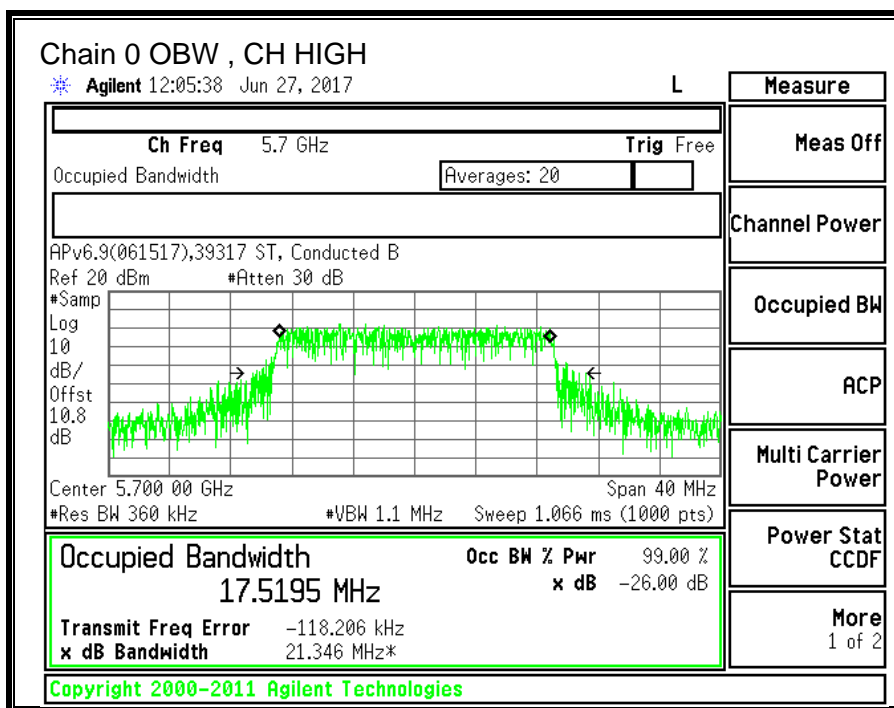 Chain 0 OBW , CH HIGH
Agilent 12:05:38 Jun 27, 2017 L
Measure
Ch Freq 5.7 GHz Trig Free
Meas Off
Occupied Bandwidth Averages: 20
Channel Power
APv6.9(061517),39317 ST, Conducted B
Ref 20 dBm #Atten 30 dB
#Samp
Log
10
dB/
Offst
10.8
dB
Occupied BW
ACP
Multi Carrier
Power
Center 5.700 00 GHz Span 40 MHz
#Res BW 360 kHz #VBW 1.1 MHz Sweep 1.066 ms (1000 pts)
Power Stat
CCDF
Occupied Bandwidth Occ BW % Pwr 99.00 %
17.5195 MHz x dB -26.00 dB
Transmit Freq Error -118.206 kHz
x dB Bandwidth 21.346 MHz*
More
1 of 2
Copyright 2000-2011 Agilent Technologies